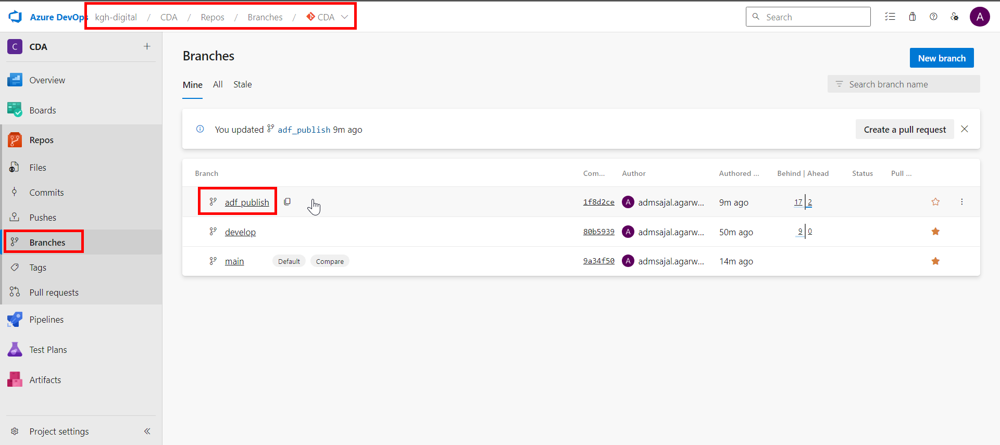 Azure DevOps kgh-digital / CDA / Repos / Branches / CDA Search A
C CDA +
Overview
Boards
Repos
Files
Commits
Pushes
Branches
Tags
Pull requests
Pipelines
Test Plans
Artifacts
Project settings
Branches
New branch
Mine All Stale
Search branch name
You updated adf_publish 9m ago
Create a pull request
Branch Com... Author Authored ... Behind | Ahead Status Pull ...
adf_publish 1f8d2ce A admsajal.agarw... 9m ago 17 2
develop 80b5939 A admsajal.agarw... 50m ago 9 0
main Default Compare 9a34f50 A admsajal.agarw... 14m ago